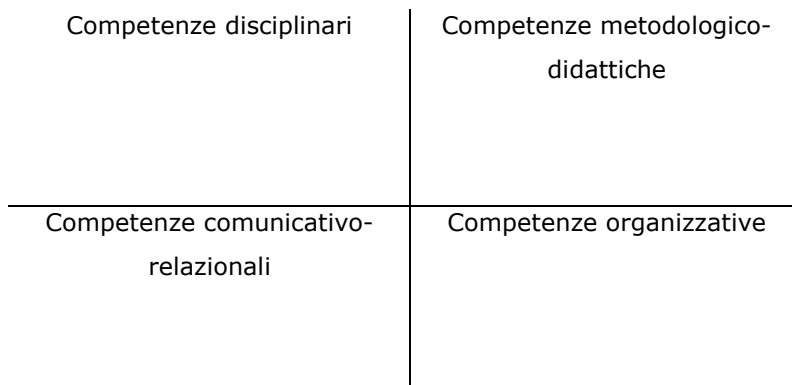 Competenze disciplinari
Competenze metodologico-
didattiche
Competenze comunicativo-
relazionali
Competenze organizzative